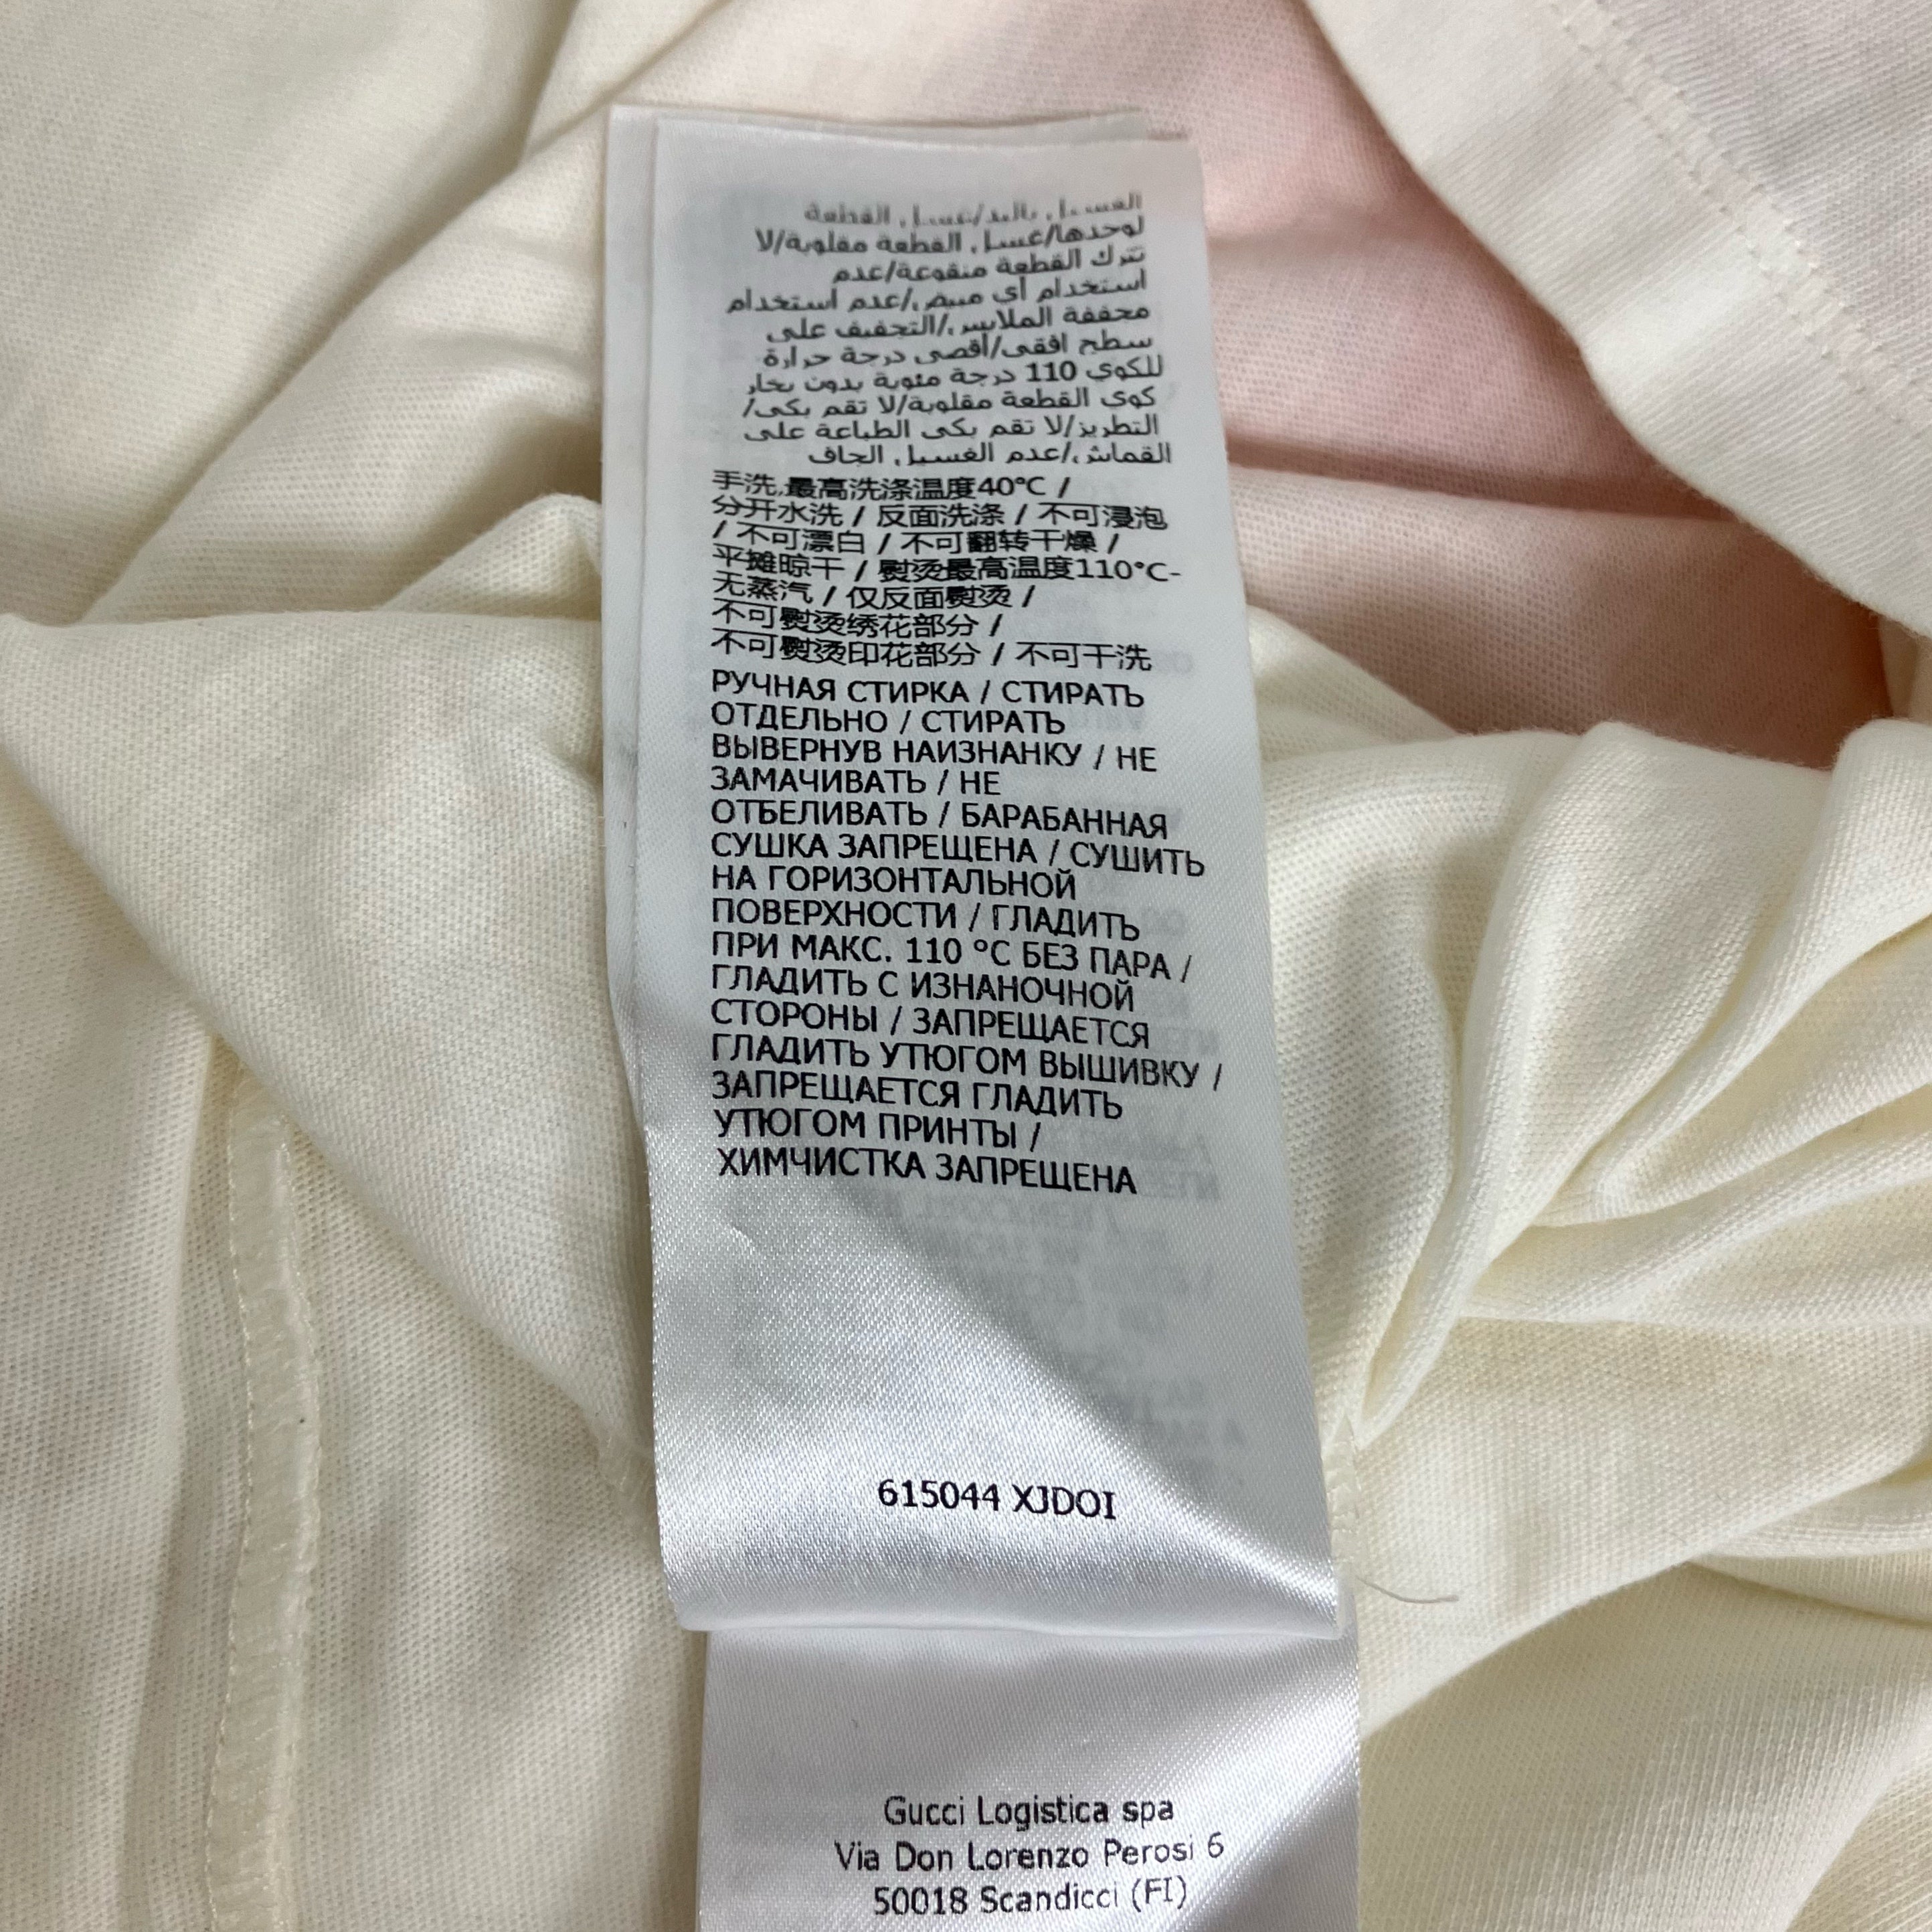 الغسيل باليد/غسل القطعة
لوحدها/غسل القطعة مقلوبة/لا
تترك القطعة منقوعة/عدم
استخدام أي مبيض/عدم استخدام
مجففة الملابس/التجفيف على
سطح افقي/أقصى درجة حرارة
للكوي 110 درجة مئوية بدون بخار
كوي القطعة مقلوبة/لا تقم بكي/
التطريز/لا تقم بكي الطباعة على
القماش/عدم الغسيل الجاف
手洗,最高洗涤温度40°C /
分开水洗 / 反面洗涤 / 不可浸泡
/ 不可漂白 / 不可翻转干燥 /
平摊晾干 / 熨烫最高温度110°C-
无蒸汽 / 仅反面熨烫 /
不可熨烫绣花部分 /
不可熨烫印花部分 / 不可干洗
РУЧНАЯ СТИРКА / СТИРАТЬ
ОТДЕЛЬНО / СТИРАТЬ
ВЫВЕРНУВ НАИЗНАНКУ / НЕ
ЗАМАЧИВАТЬ / НЕ
ОТБЕЛИВАТЬ / БАРАБАННАЯ
СУШКА ЗАПРЕЩЕНА / СУШИТЬ
НА ГОРИЗОНТАЛЬНОЙ
ПОВЕРХНОСТИ / ГЛАДИТЬ
ПРИ МАКС. 110 °C БЕЗ ПАРА /
ГЛАДИТЬ С ИЗНАНОЧНОЙ
СТОРОНЫ / ЗАПРЕЩАЕТСЯ
ГЛАДИТЬ УТЮГОМ ВЫШИВКУ /
ЗАПРЕЩАЕТСЯ ГЛАДИТЬ
УТЮГОМ ПРИНТЫ /
ХИМЧИСТКА ЗАПРЕЩЕНА
615044 XJDOI
Gucci Logistica spa
Via Don Lorenzo Perosi 6
50018 Scandicci (FI)